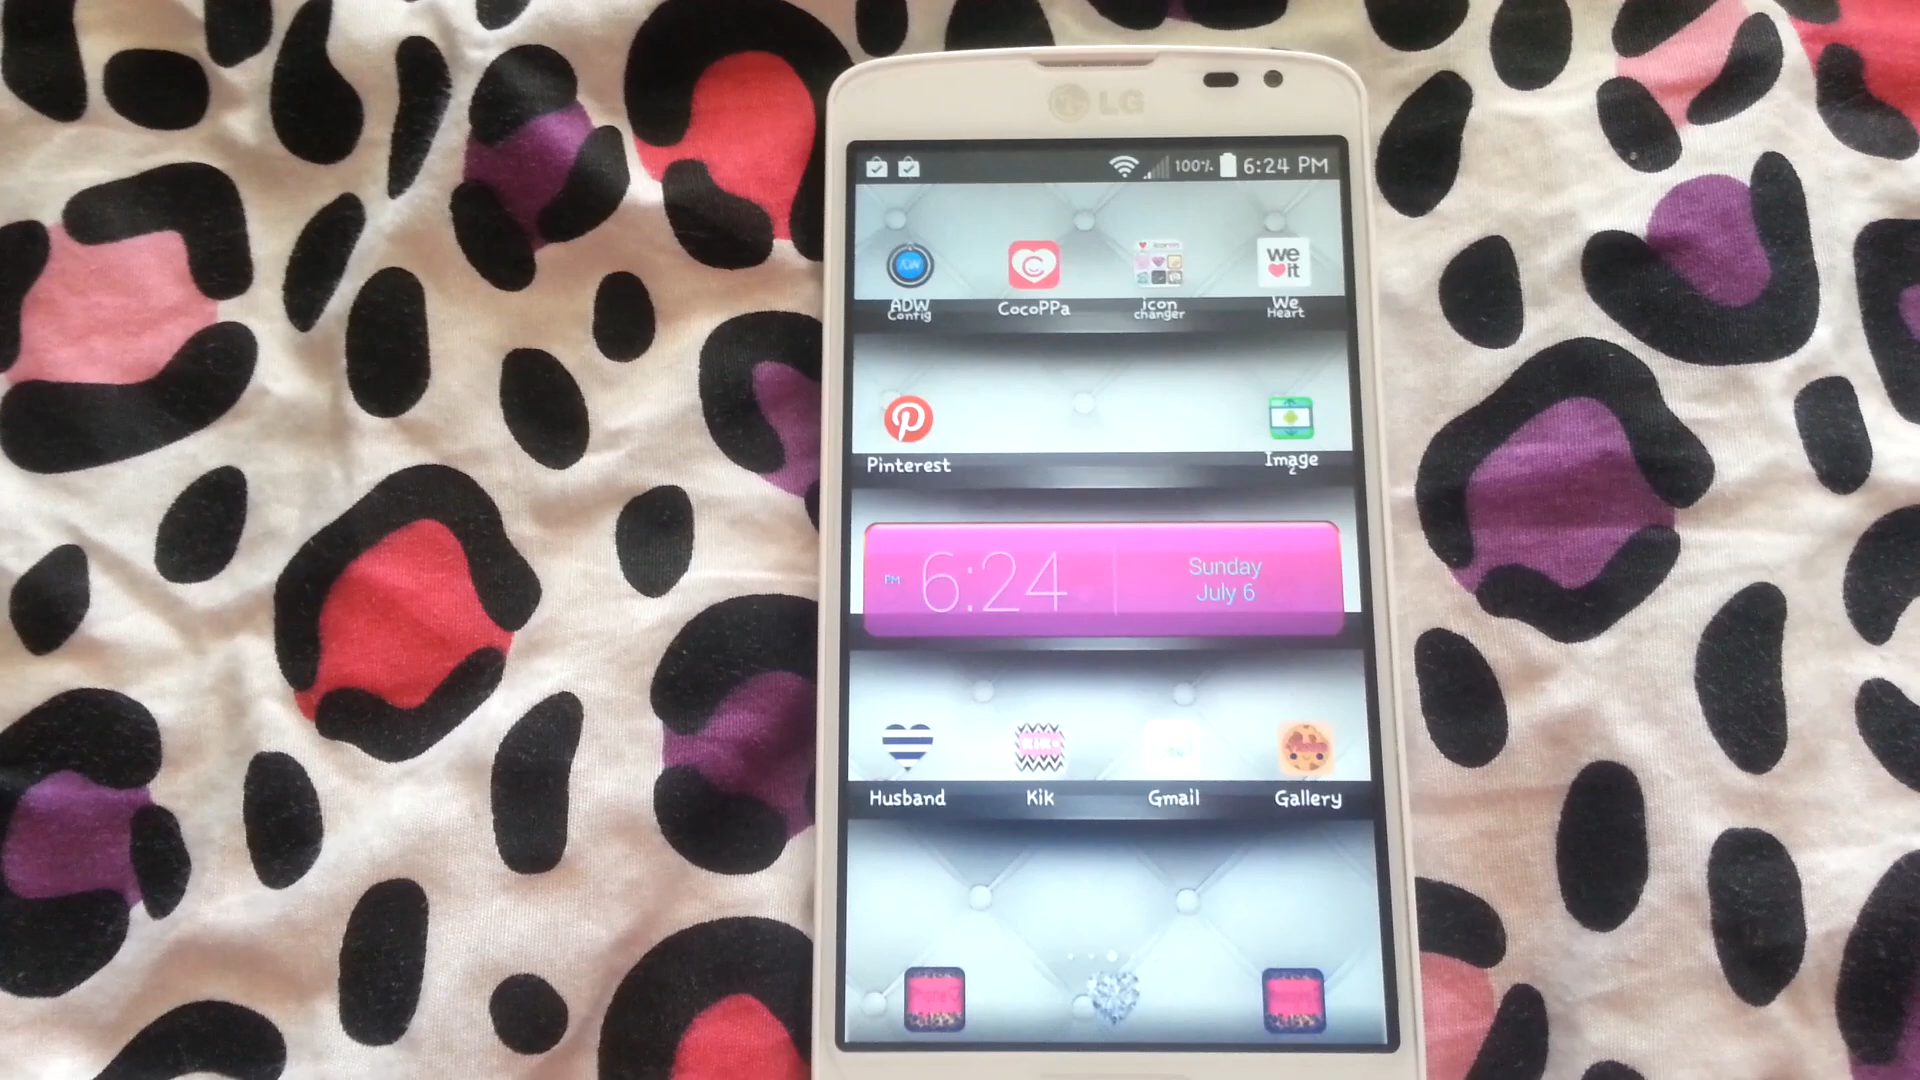 LG
100% 6:24 PM
ADW
Config
CocoPPa
icon
changer
we
it
We
Heart
Pinterest
Image
2
PM 6:24
Sunday
July 6
Husband
Kik
Gmail
Gallery